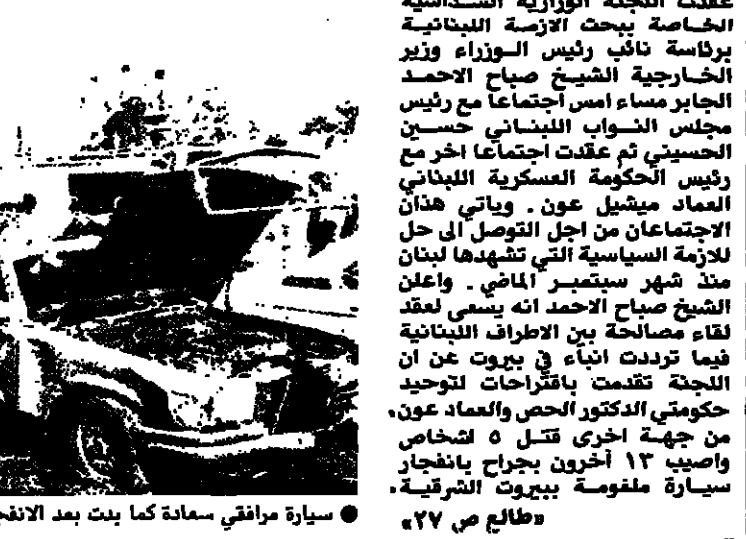 عقدت اللجنة الوزارية السداسية
الخاصة ببحث الازمة اللبنانية
برئاسة نائب رئيس الوزراء وزير
الخارجية الشيخ صباح الاحمد
الجابر مساء امس اجتماعا مع رئيس
مجلس النواب اللبناني حسين
الحسيني ثم عقدت اجتماعا اخر مع
رئيس الحكومة العسكرية اللبناني
العماد ميشيل عون . وياتي هذان
الاجتماعان من اجل التوصل الى حل
للازمة السياسية التي تشهدها لبنان
منذ شهر سبتمبر الماضي . واعلن
الشيخ صباح الاحمد انه يسعى لعقد
لقاء مصالحة بين الاطراف اللبنانية
فيما ترددت انباء في بيروت عن ان
اللجنة تقدمت باقتراحات لتوحيد
حكومتي الدكتور الحص والعماد عون.
من جهة اخرى قتل ٥ اشخاص
واصيب ١٣ آخرون بجراح بانفجار
سيارة ملغومة ببيروت الشرقية.
«طالع ص ٢٧»
● سيارة مرافقي سعادة كما بدت بعد